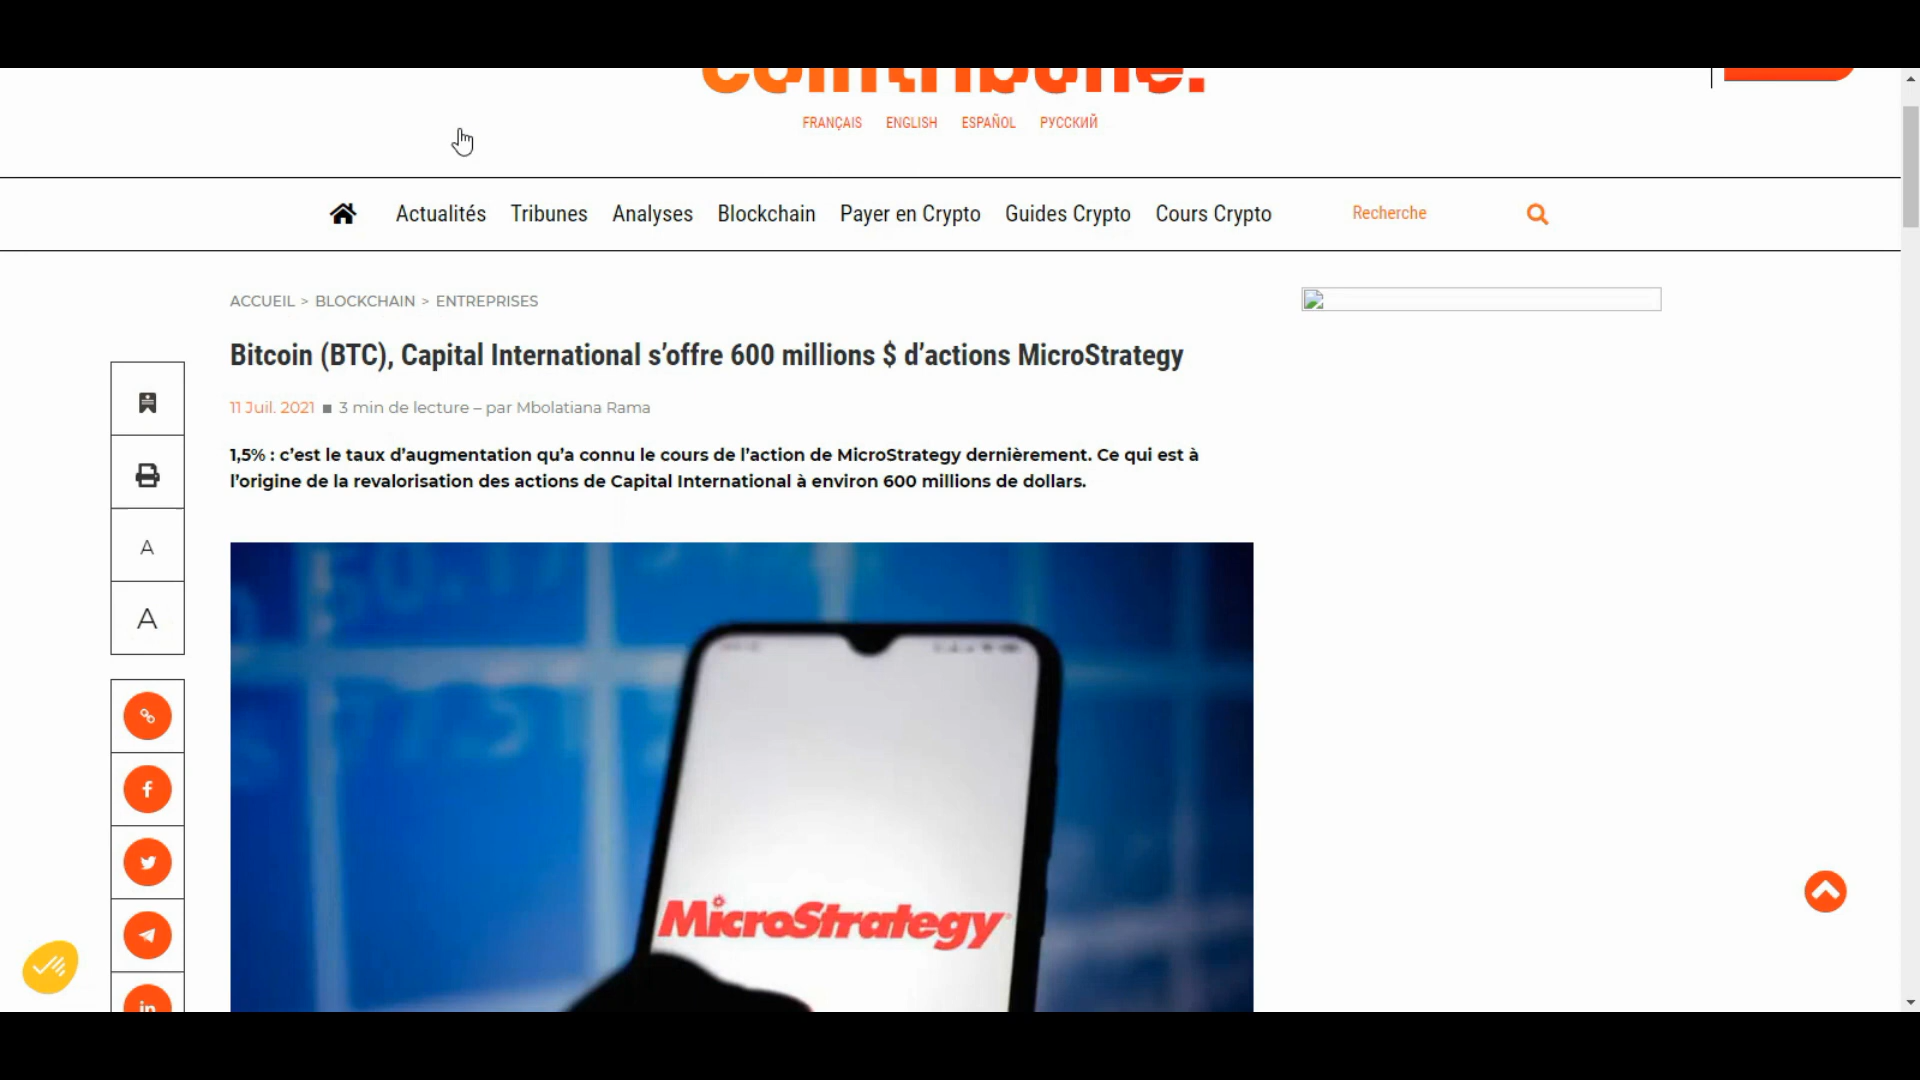 cointribune.
FRANÇAIS ENGLISH ESPAÑOL РУССКИЙ
Actualités Tribunes Analyses Blockchain Payer en Crypto Guides Crypto Cours Crypto Recherche
ACCUEIL > BLOCKCHAIN > ENTREPRISES
Bitcoin (BTC), Capital International s’offre 600 millions $ d’actions MicroStrategy
11 Juil. 2021 ■ 3 min de lecture – par Mbolatiana Rama
1,5% : c’est le taux d’augmentation qu’a connu le cours de l’action de MicroStrategy dernièrement. Ce qui est à
l’origine de la revalorisation des actions de Capital International à environ 600 millions de dollars.
A
A
MicroStrategy